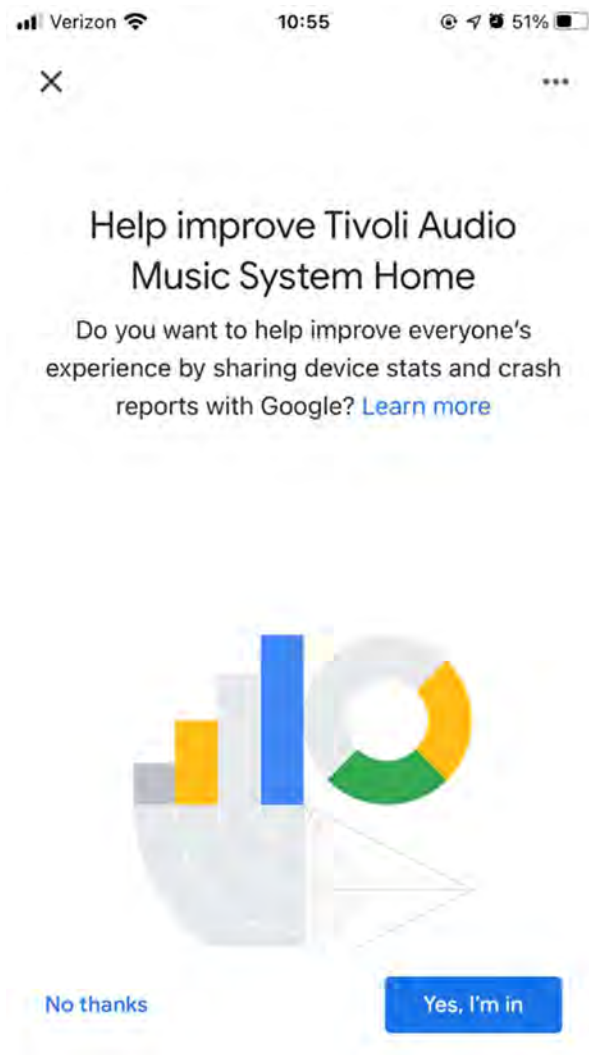 Verizon 10:55 51%
Help improve Tivoli Audio
Music System Home
Do you want to help improve everyone's
experience by sharing device stats and crash
reports with Google? Learn more
No thanks Yes, I'm in